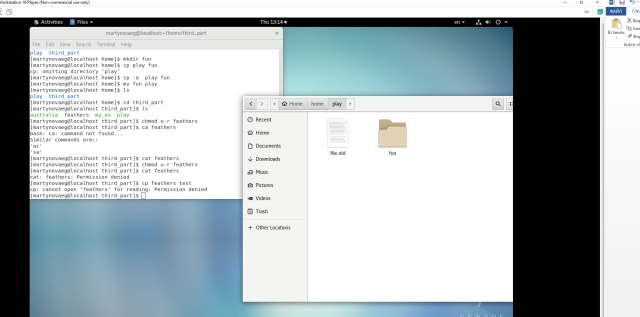 Workstation 16 Player (Non-commercial use only)
Activities
Files
Thu 13:14
en
ФАЙЛ
ГЛА
Вставить
martynovaeg@localhost:~/home/third_part
File Edit View Search Terminal Help
play third_part
[martynovaeg@localhost home]$ mkdir fun
[martynovaeg@localhost home]$ cp play fun
cp: omitting directory 'play'
[martynovaeg@localhost home]$ cp -r play fun
[martynovaeg@localhost home]$ mv fun play
[martynovaeg@localhost home]$ ls
play third_part
[martynovaeg@localhost home]$ cd third_part
[martynovaeg@localhost third_part]$ ls
australia feathers my_os play
[martynovaeg@localhost third_part]$ chmod u-r feathers
[martynovaeg@localhost third_part]$ ca feathers
bash: ca: command not found...
Similar commands are::
'ac'
'sa'
[martynovaeg@localhost third_part]$ cat feathers
[martynovaeg@localhost third_part]$ chmod u-r feathers
[martynovaeg@localhost third_part]$ cat feathers
cat: feathers: Permission denied
[martynovaeg@localhost third_part]$ cp feathers test
cp: cannot open 'feathers' for reading: Permission denied
[martynovaeg@localhost third_part]$
Home
home
play
Recent
Home
Documents
Downloads
Music
Pictures
Videos
Trash
Other Locations
file.old
fun